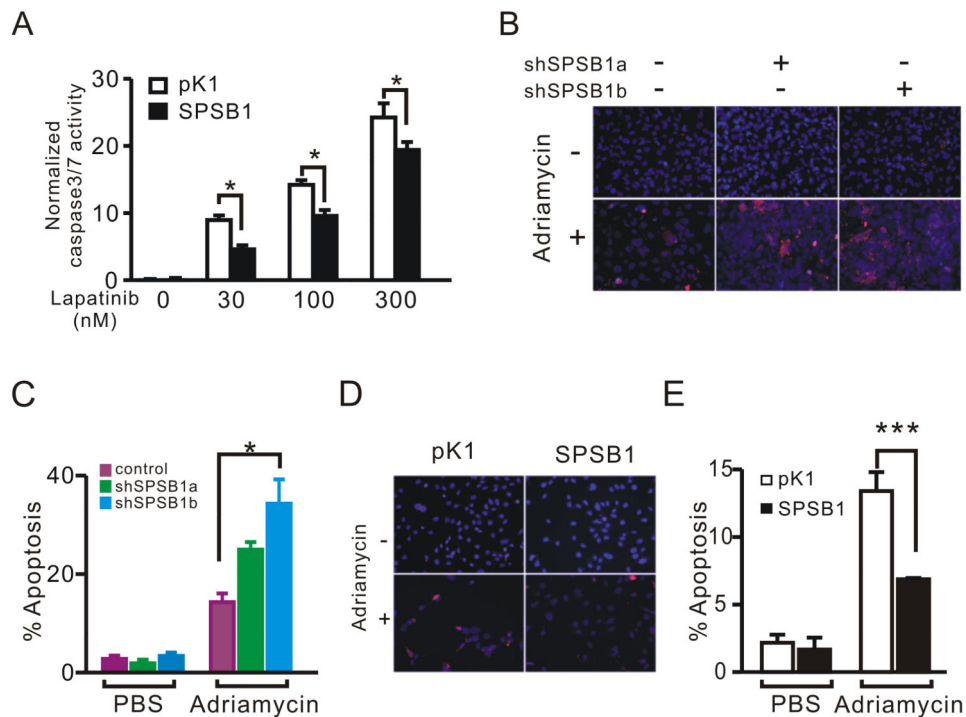 A
Normalized
caspase3/7 activity
30
20
10
0
pK1
SPSB1
*
*
*
Lapatinib
(nM)
0
30
100
300
B
shSPSB1a - + -
shSPSB1b - - +
Adriamycin
-
+
C
% Apoptosis
40
20
0
control
shSPSB1a
shSPSB1b
*
PBS
Adriamycin
D
pK1
SPSB1
Adriamycin
-
+
E
% Apoptosis
15
10
5
0
pK1
SPSB1
***
PBS
Adriamycin